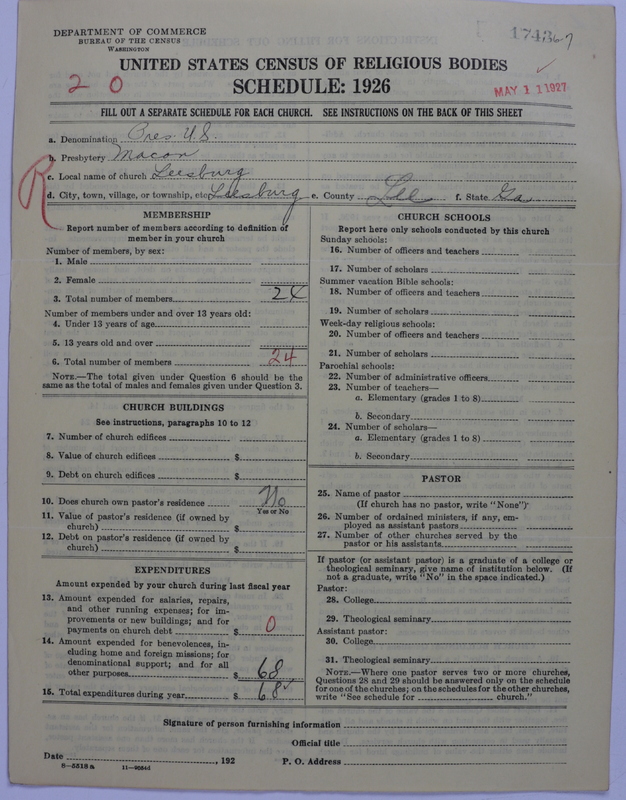 DEPARTMENT OF COMMERCE
BUREAU OF THE CENSUS
WASHINGTON
17436 7
UNITED STATES CENSUS OF RELIGIOUS BODIES
2 0
SCHEDULE: 1926
MAY 11 1927
FILL OUT A SEPARATE SCHEDULE FOR EACH CHURCH. SEE INSTRUCTIONS ON THE BACK OF THIS SHEET
a. Denomination Pres U.S.
b. Presbytery Macon
c. Local name of church Leesburg
R
d. City, town, village, or township, etc. Leesburg e. County Lee f. State Ga
MEMBERSHIP
Report number of members according to definition of
member in your church
Number of members, by sex:
1. Male
2. Female
3. Total number of members 24
Number of members under and over 13 years old:
4. Under 13 years of age
5. 13 years old and over
6. Total number of members 24
NOTE.—The total given under Question 6 should be the
same as the total of males and females given under Question 3.
CHURCH BUILDINGS
See instructions, paragraphs 10 to 12
7. Number of church edifices
8. Value of church edifices $
9. Debt on church edifices $
10. Does church own pastor's residence No
Yes or No
11. Value of pastor's residence (if owned by
church) $
12. Debt on pastor's residence (if owned by
church) $
EXPENDITURES
Amount expended by your church during last fiscal year
13. Amount expended for salaries, repairs,
and other running expenses; for im-
provements or new buildings; and for
payments on church debt $ 0
14. Amount expended for benevolences, in-
cluding home and foreign missions; for
denominational support; and for all
other purposes $ 68
15. Total expenditures during year $ 68
CHURCH SCHOOLS
Report here only schools conducted by this church
Sunday schools:
16. Number of officers and teachers
17. Number of scholars
Summer vacation Bible schools:
18. Number of officers and teachers
19. Number of scholars
Week-day religious schools:
20. Number of officers and teachers
21. Number of scholars
Parochial schools:
22. Number of administrative officers
23. Number of teachers—
a. Elementary (grades 1 to 8)
b. Secondary
24. Number of scholars—
a. Elementary (grades 1 to 8)
b. Secondary
PASTOR
25. Name of pastor
(If church has no pastor, write "None")
26. Number of ordained ministers, if any, em-
ployed as assistant pastors
27. Number of other churches served by the
pastor or his assistants
If pastor (or assistant pastor) is a graduate of a college or
theological seminary, give name of institution below. (If
not a graduate, write "No" in the space indicated.)
Pastor:
28. College
29. Theological seminary
Assistant pastor:
30. College
31. Theological seminary
NOTE.—Where one pastor serves two or more churches,
Questions 28 and 29 should be answered only on the schedule
for one of the churches; on the schedules for the other churches,
write "See schedule for church."
Signature of person furnishing information
Official title
Date , 192 P. O. Address
8—5518a 11—9554d